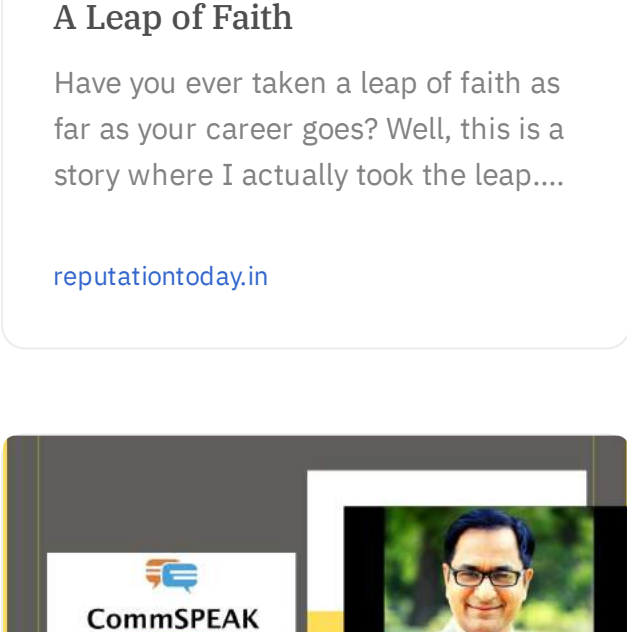 A Leap of Faith
Have you ever taken a leap of faith as
far as your career goes? Well, this is a
story where I actually took the leap....
reputationtoday.in
CommSPEAK